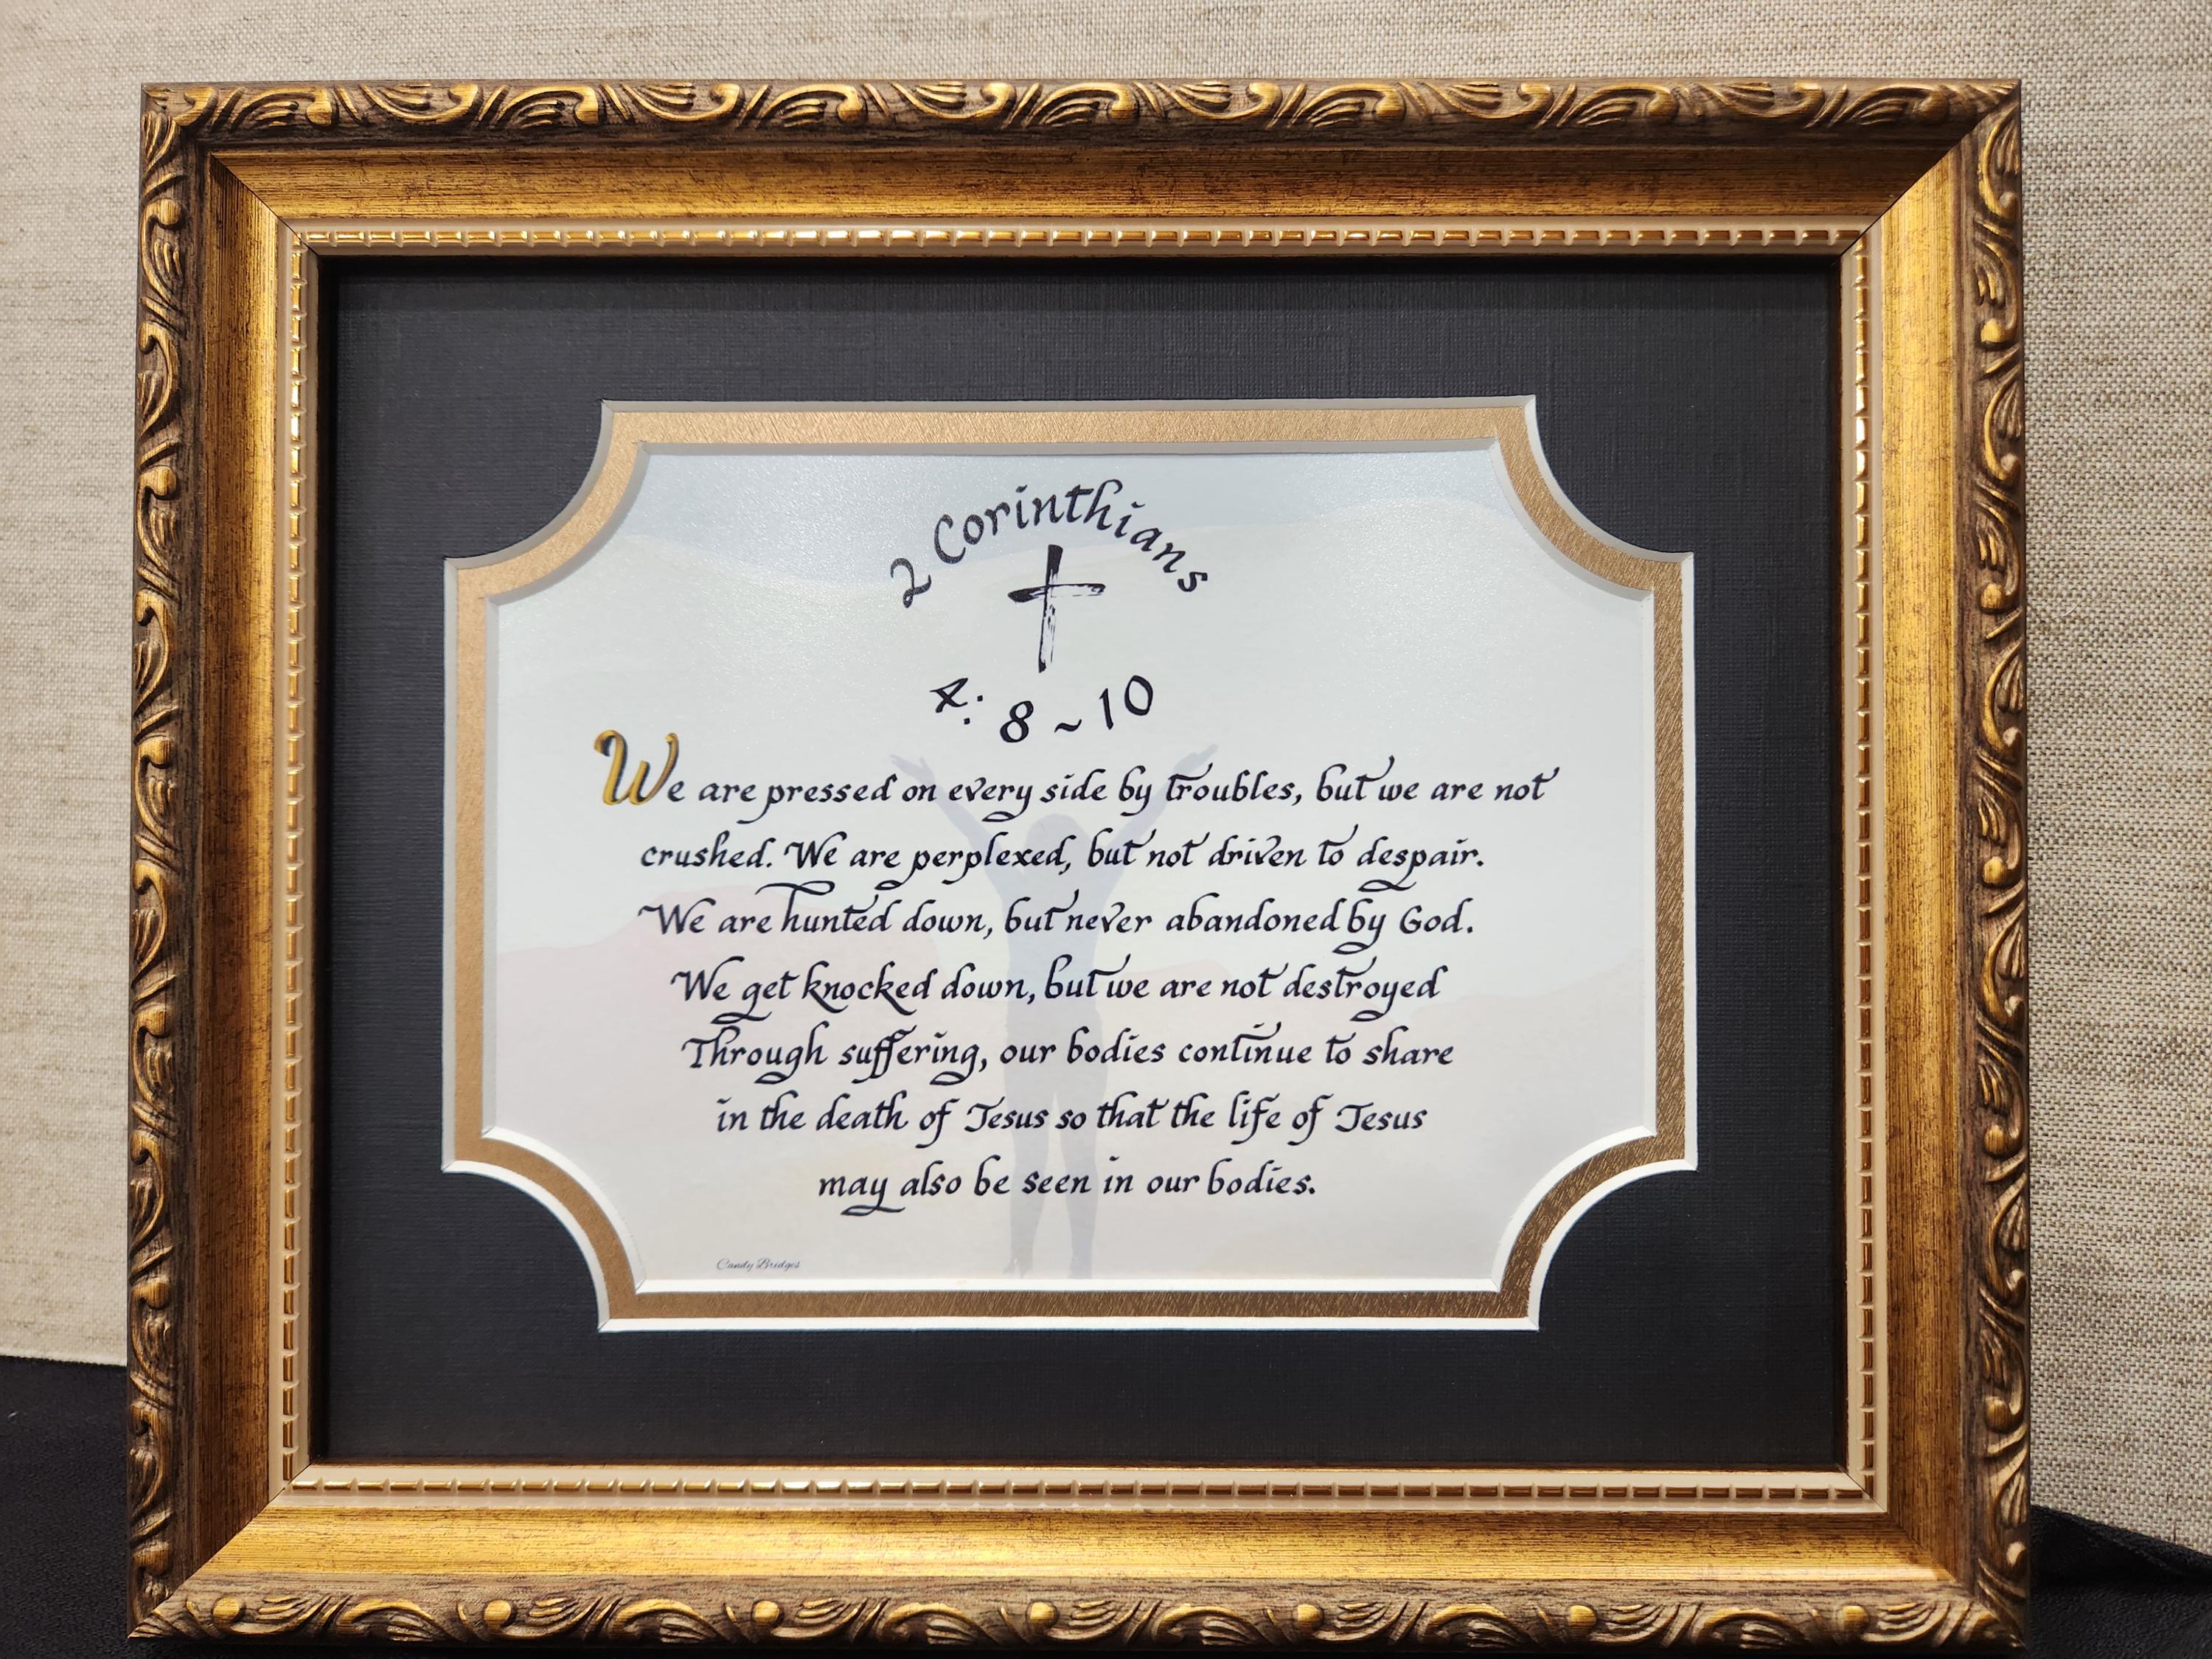 2 Corinthians
4:8~10
We are pressed on every side by troubles, but we are not
crushed. We are perplexed, but not driven to despair.
We are hunted down, but never abandoned by God.
We get knocked down, but we are not destroyed
Through suffering, our bodies continue to share
in the death of Jesus so that the life of Jesus
may also be seen in our bodies.
Candy Bridges